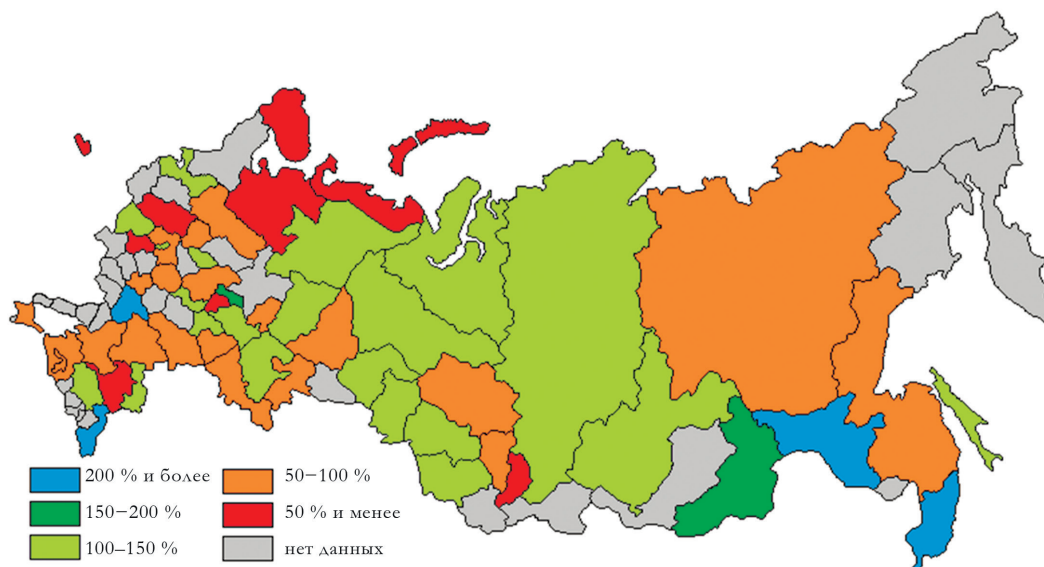 200 % и более
150−200 %
100–150 %
50−100 %
50 % и менее
нет данных